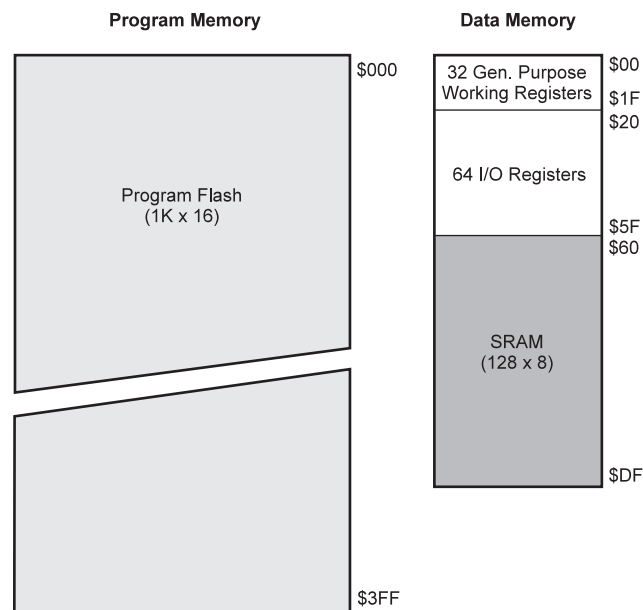 Program Memory
$000
Program Flash
(1K x 16)
$3FF
Data Memory
32 Gen. Purpose
Working Registers
$00
$1F
$20
64 I/O Registers
$5F
$60
SRAM
(128 x 8)
$DF